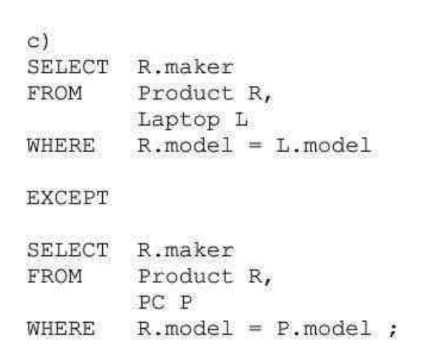 c)
SELECT R.maker
FROM Product R,
Laptop L
WHERE R.model = L.model
EXCEPT
SELECT R.maker
FROM Product R,
PC P
WHERE R.model = P.model ;